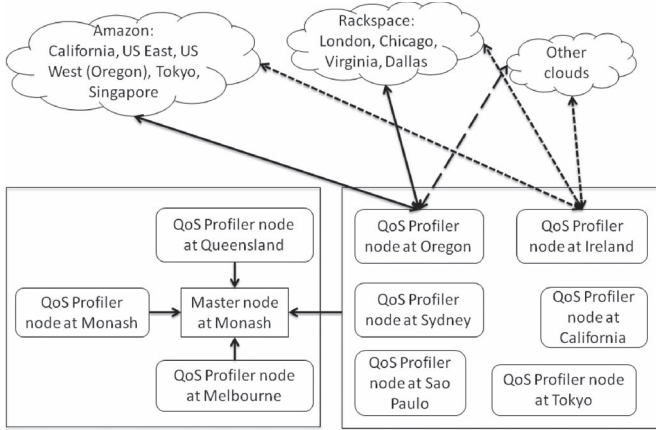 Amazon:
California, US East, US
West (Oregon), Tokyo,
Singapore
Rackspace:
London, Chicago,
Virginia, Dallas
Other
clouds
QoS Profiler node
at Queensland
QoS Profiler
node at Monash
Master node
at Monash
QoS Profiler node
at Melbourne
QoS Profiler
node at Oregon
QoS Profiler
node at Ireland
QoS Profiler
node at Sydney
QoS Profiler
node at
California
QoS Profiler
node at Sao
Paulo
QoS Profiler node
at Tokyo